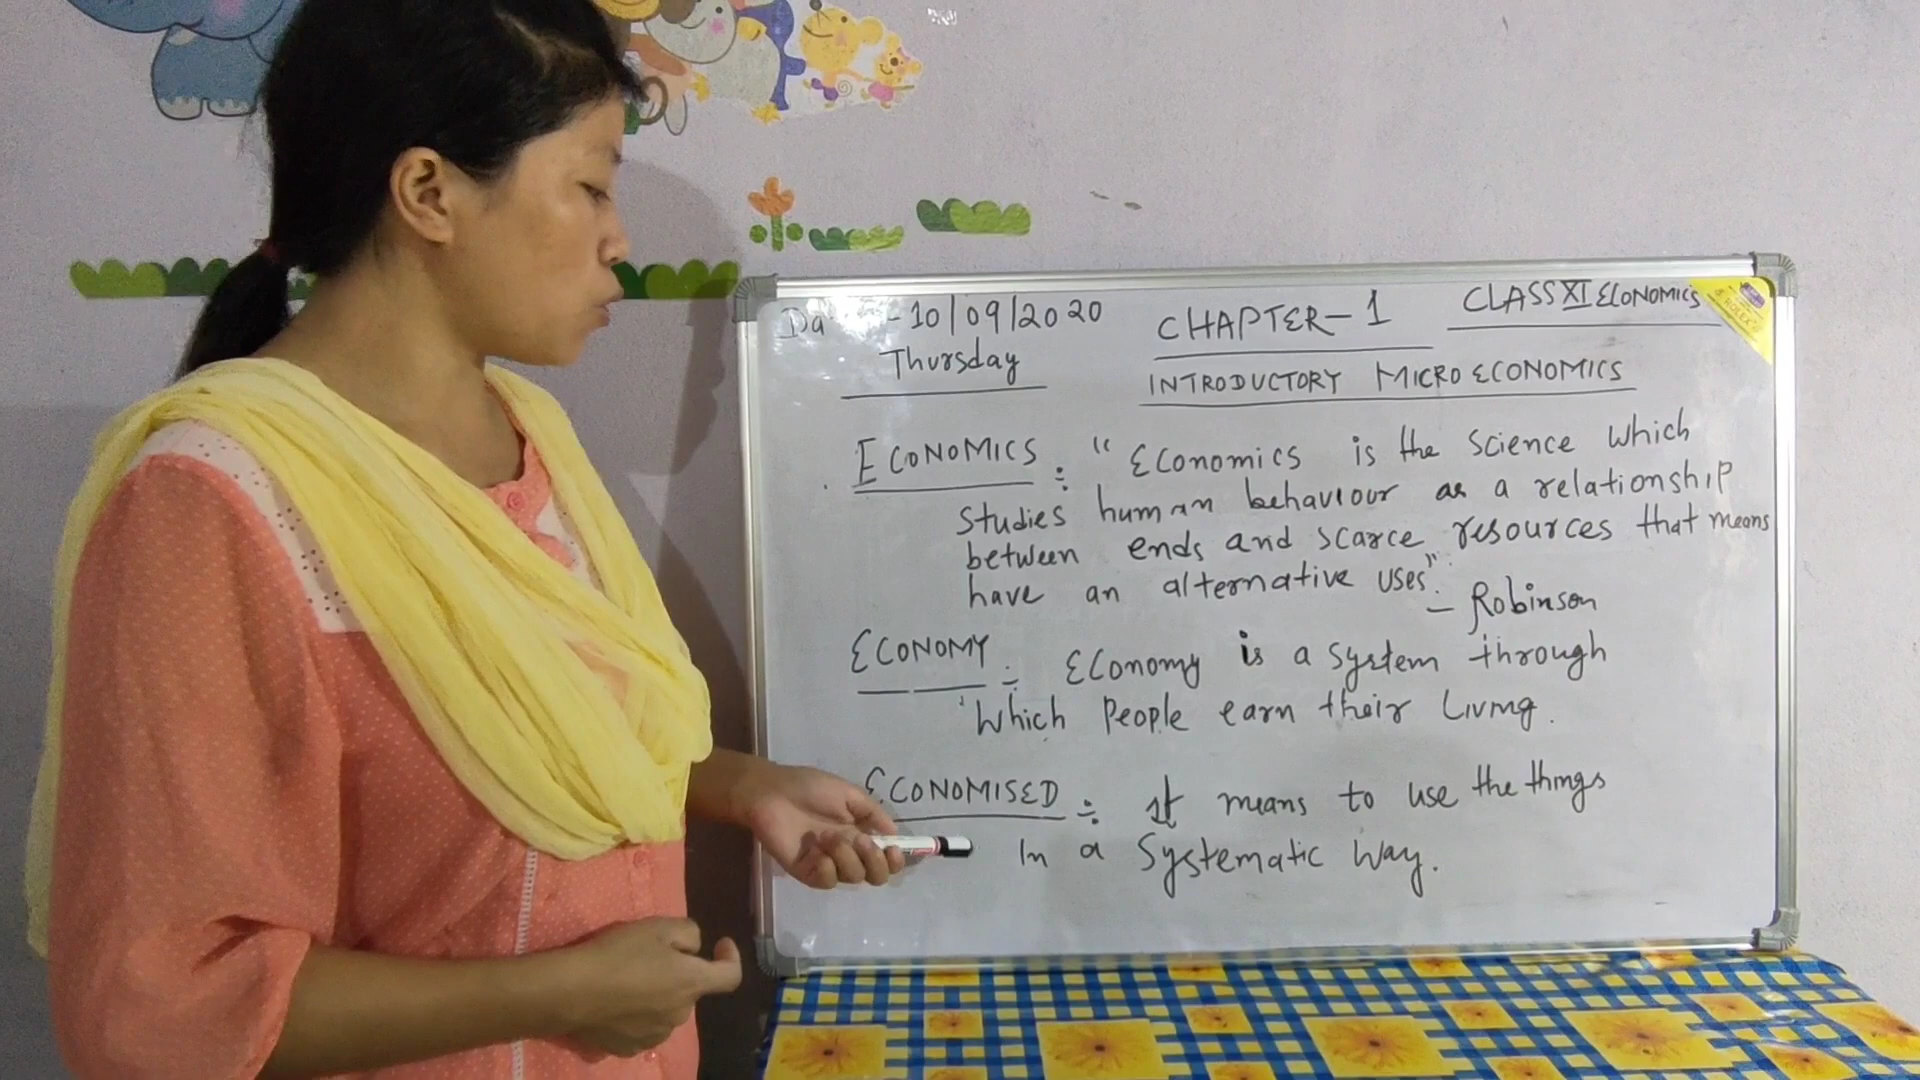 Da - 10/09/2020
Thursday
CHAPTER-1
CLASS XI ECONOMICS
INTRODUCTORY MICRO ECONOMICS
ECONOMICS ÷ "Economics is the science which
studies human behaviour as a relationship
between ends and scarce resources that means
have an alternative uses".
- Robinson
ECONOMY ÷ Economy is a system through
which people earn their living.
ECONOMISED ÷ It means to use the things
In a systematic way.